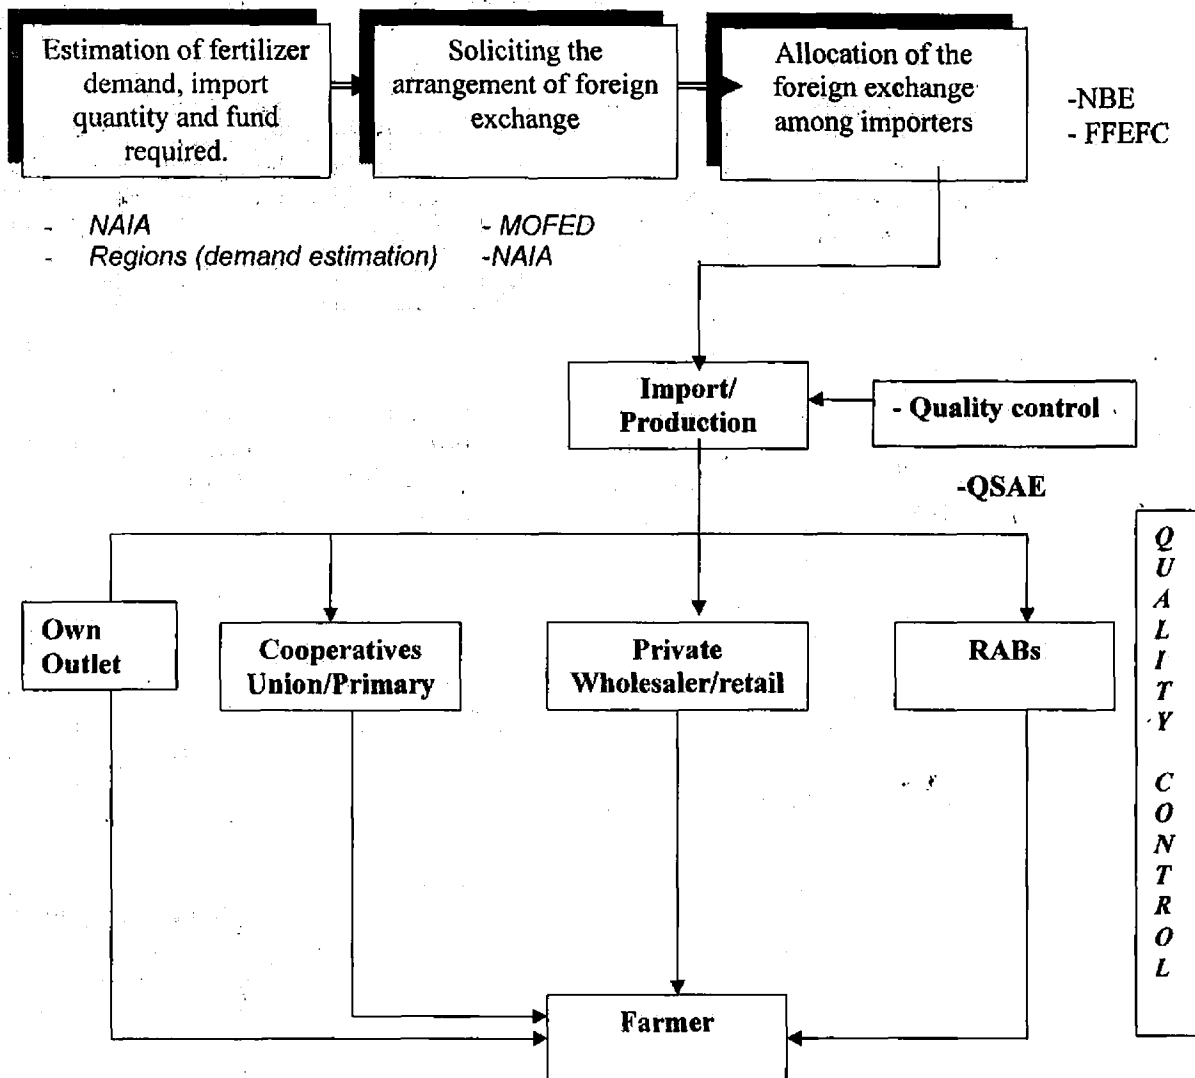 Estimation of fertilizer
demand, import
quantity and fund
required.
Soliciting the
arrangement of foreign
exchange
Allocation of the
foreign exchange
among importers
-NBE
- FFEFC
- NAIA
- Regions (demand estimation)
- MOFED
-NAIA
Import/
Production
- Quality control
-QSAE
Own
Outlet
Cooperatives
Union/Primary
Private
Wholesaler/retail
RABs
QUALITY CONTROL
Farmer